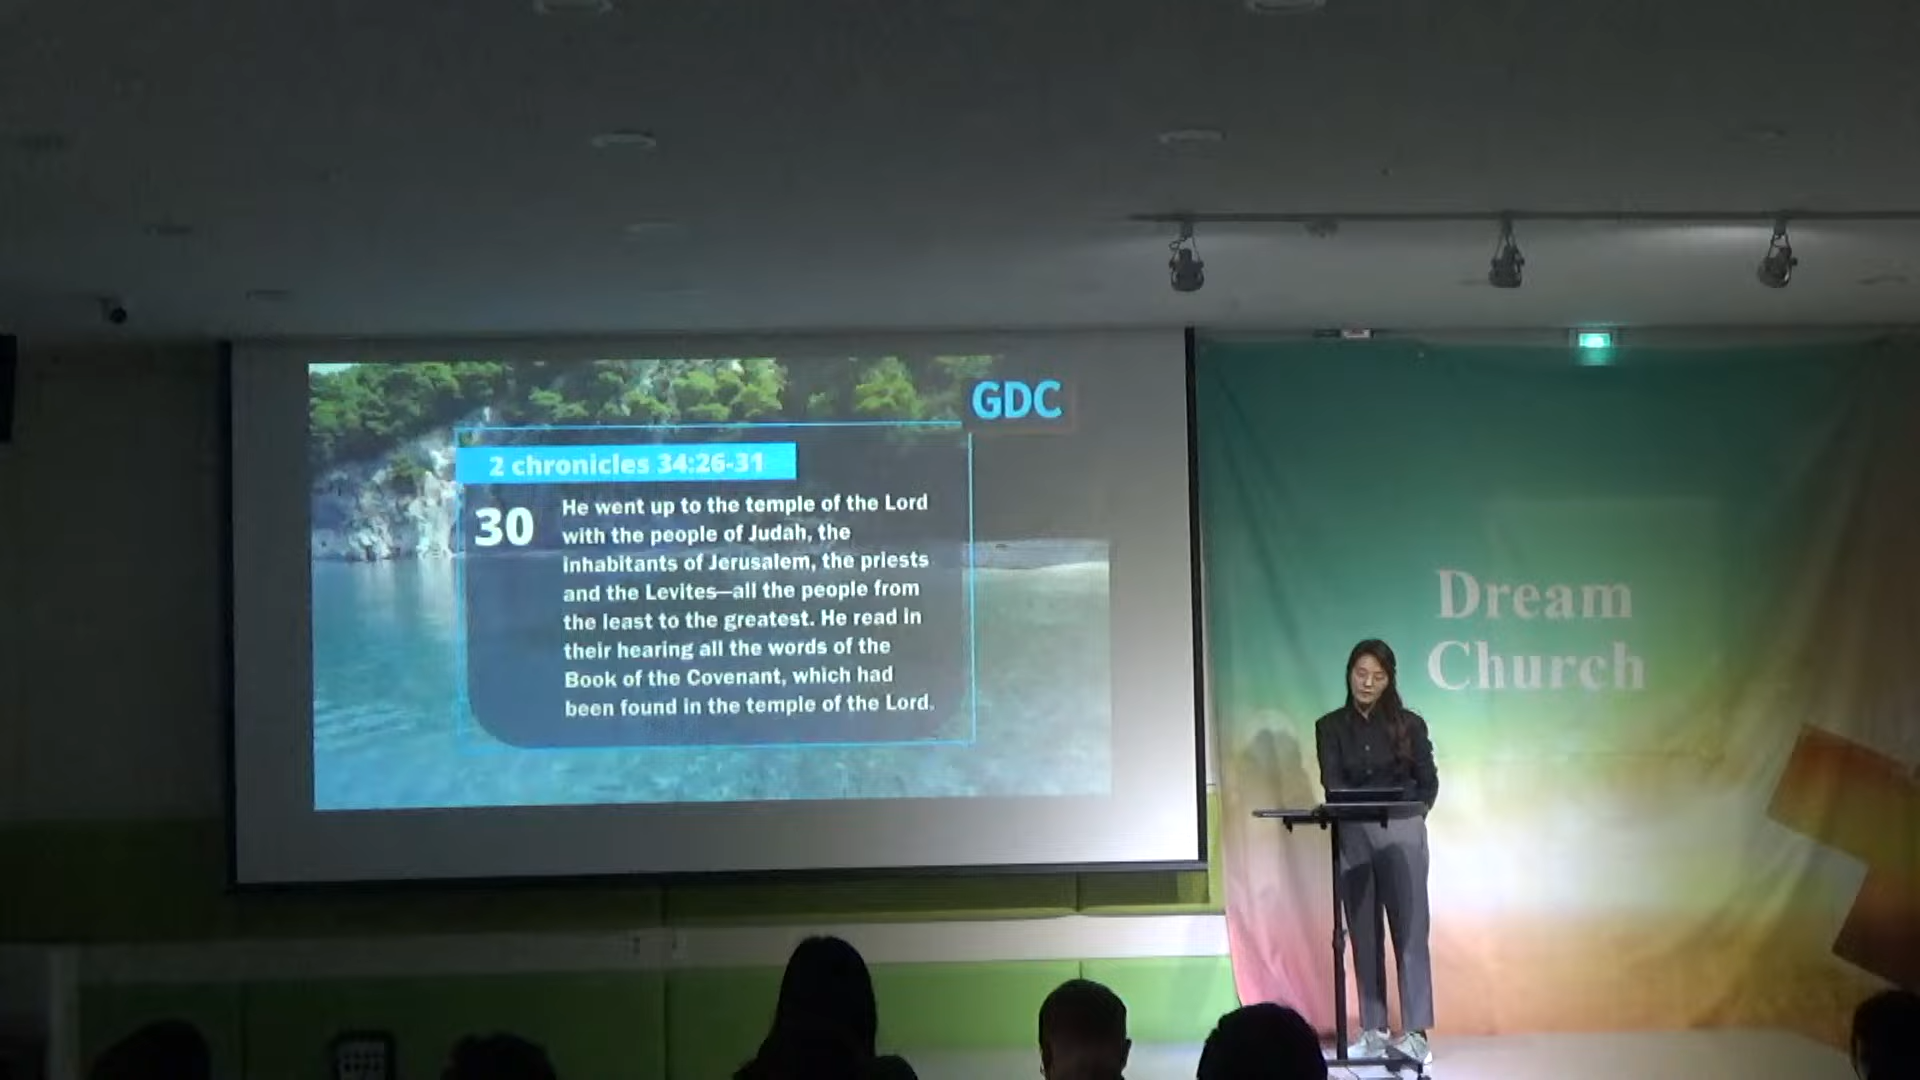 GDC
2 chronicles 34:26-31
30
He went up to the temple of the Lord
with the people of Judah, the
inhabitants of Jerusalem, the priests
and the Levites—all the people from
the least to the greatest. He read in
their hearing all the words of the
Book of the Covenant, which had
been found in the temple of the Lord.
Dream
Church